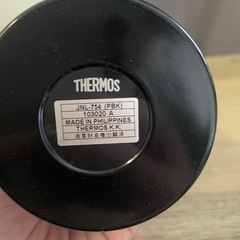 THERMOS
JNL-754 (PBK)
103020 A
MADE IN PHILIPPINES
THERMOS K.K.